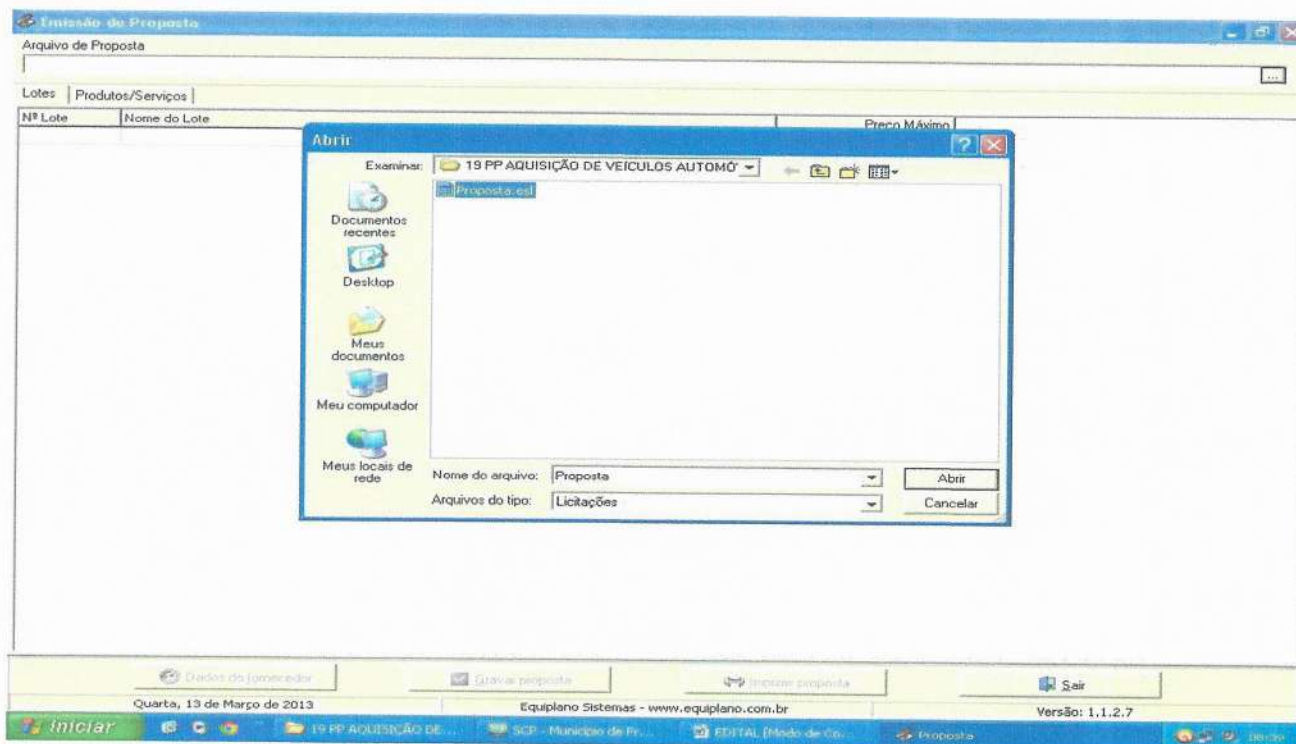 Emissão de Proposta
Arquivo de Proposta
...
Lotes Produtos/Serviços
Nº Lote Nome do Lote Preço Máximo
Abrir
Examinar: 19 PP AQUISIÇÃO DE VEÍCULOS AUTOMÓ
Proposta.esl
Documentos
recentes
Desktop
Meus
documentos
Meu computador
Meus locais de
rede
Nome do arquivo: Proposta Abrir
Arquivos do tipo: Licitações Cancelar
Dados do fornecedor Gravar proposta Imprimir proposta Sair
Quarta, 13 de Março de 2013 Equiplano Sistemas - www.equiplano.com.br Versão: 1.1.2.7
Iniciar 19 PP AQUISIÇÃO DE ... SCP - Município de Pr... EDITAL [Modo de Co... Proposta